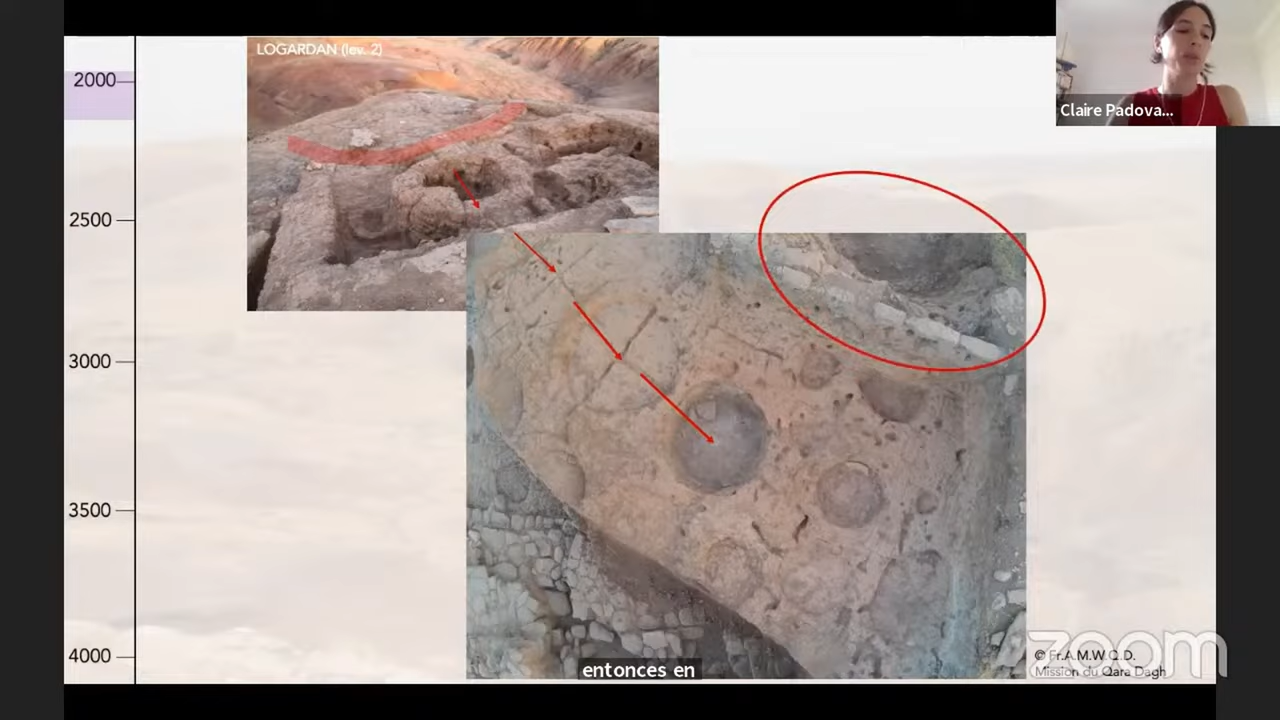 LOGARDAN (lev. 2)
Claire Padova...
2000
2500
3000
3500
4000
© Fr.A.M.W.C.D.
Mission du Qara Dagh
zoom
entonces en